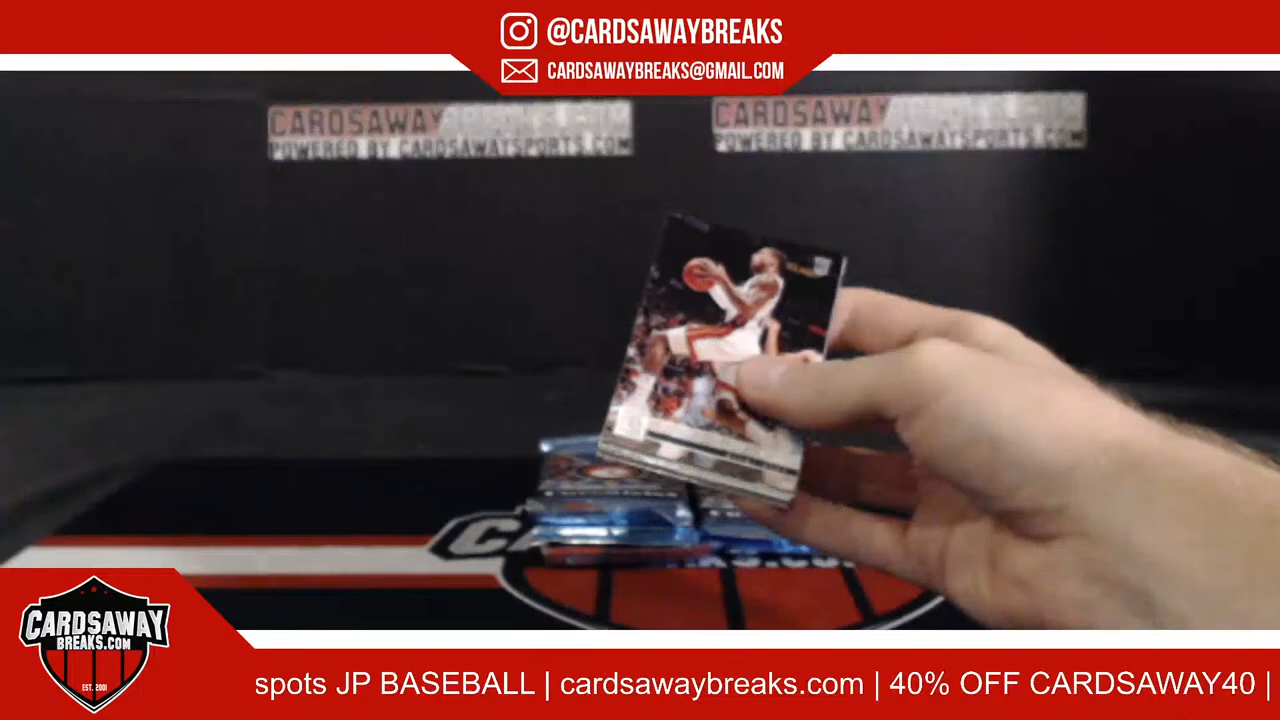 @CARDSAWAYBREAKS
CARDSAWAYBREAKS@GMAIL.COM
CARDSAWAY
POWERED BY CARDSAWAYSPORTS.COM
CARDSAWAY
POWERED BY CARDSAWAYSPORTS.COM
CARDSAWAY
BREAKS.COM
EST. 2001
spots JP BASEBALL | cardsawaybreaks.com | 40% OFF CARDSAWAY40 |